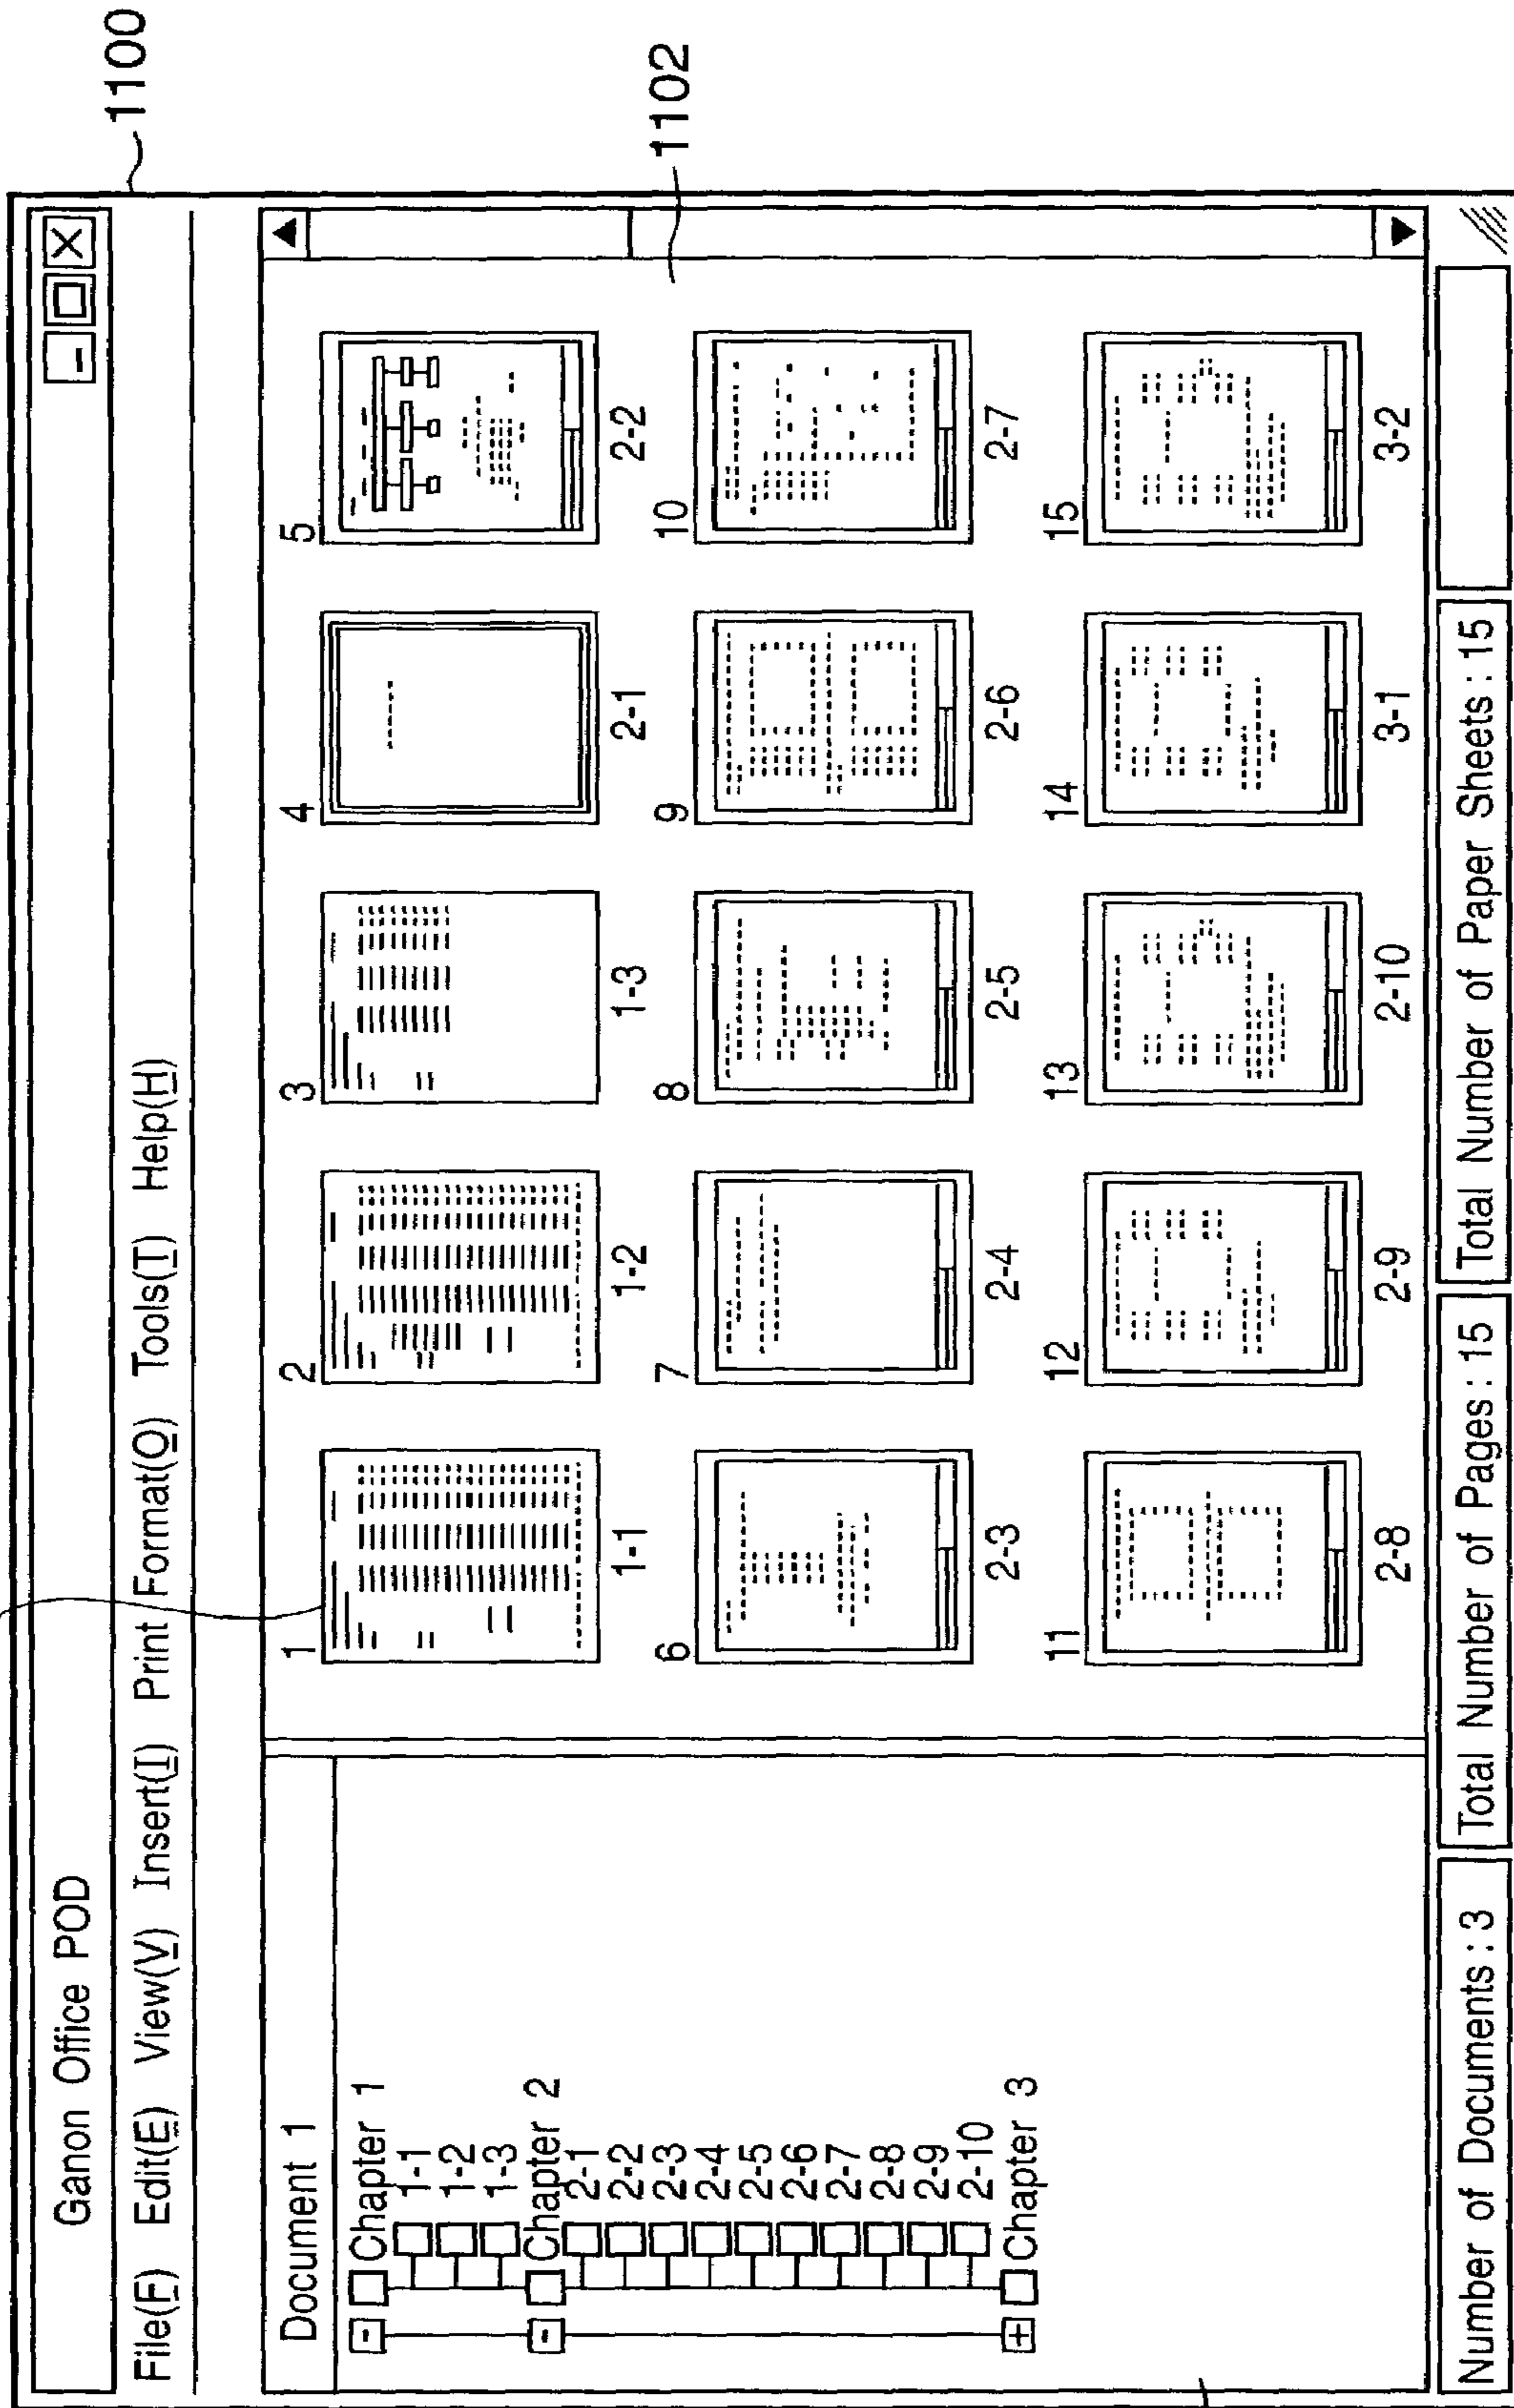 1100
Ganon Office POD
File(F) Edit(E) View(V) Insert(I) Print Format(O) Tools(T) Help(H)
Document 1
Chapter 1
1-1
1-2
1-3
Chapter 2
2-1
2-2
2-3
2-4
2-5
2-6
2-7
2-8
2-9
2-10
Chapter 3
1102
1 2 3 4 5
1-1 1-2 1-3 2-1 2-2
6 7 8 9 10
2-3 2-4 2-5 2-6 2-7
11 12 13 14 15
2-8 2-9 2-10 3-1 3-2
Number of Documents : 3 Total Number of Pages : 15 Total Number of Paper Sheets : 15